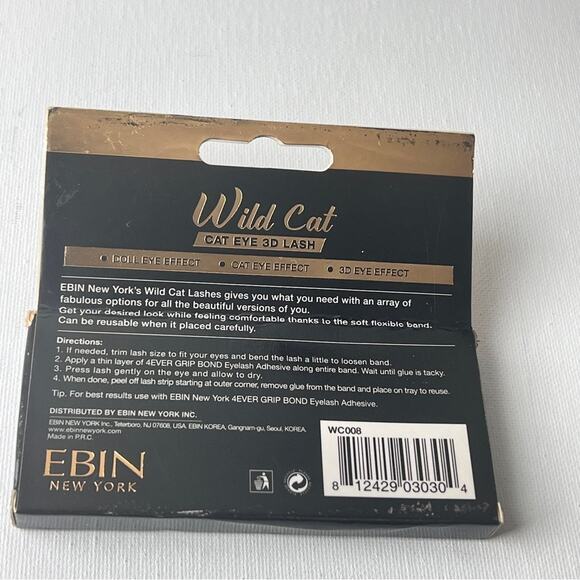 Wild Cat
CAT EYE 3D LASH
• DOLL EYE EFFECT • CAT EYE EFFECT • 3D EYE EFFECT
EBIN New York's Wild Cat Lashes gives you what you need with an array of
fabulous options for all the beautiful versions of you.
Get your desired look while feeling comfortable thanks to the soft flexible band.
Can be reusable when it placed carefully.
Directions:
1. If needed, trim lash size to fit your eyes and bend the lash a little to loosen band.
2. Apply a thin layer of 4EVER GRIP BOND Eyelash Adhesive along entire band. Wait until glue is tacky.
3. Press lash gently on the eye and allow to dry.
4. When done, peel off lash strip starting at outer corner, remove glue from the band and place on tray to reuse.
Tip. For best results use with EBIN New York 4EVER GRIP BOND Eyelash Adhesive.
DISTRIBUTED BY EBIN NEW YORK INC.
EBIN NEW YORK Inc., Teterboro, NJ 07608, USA. EBIN KOREA, Gangnam-gu, Seoul, KOREA.
www.ebinnewyork.com
Made in P.R.C.
EBIN
NEW YORK
WC008
8 12429 03030 4